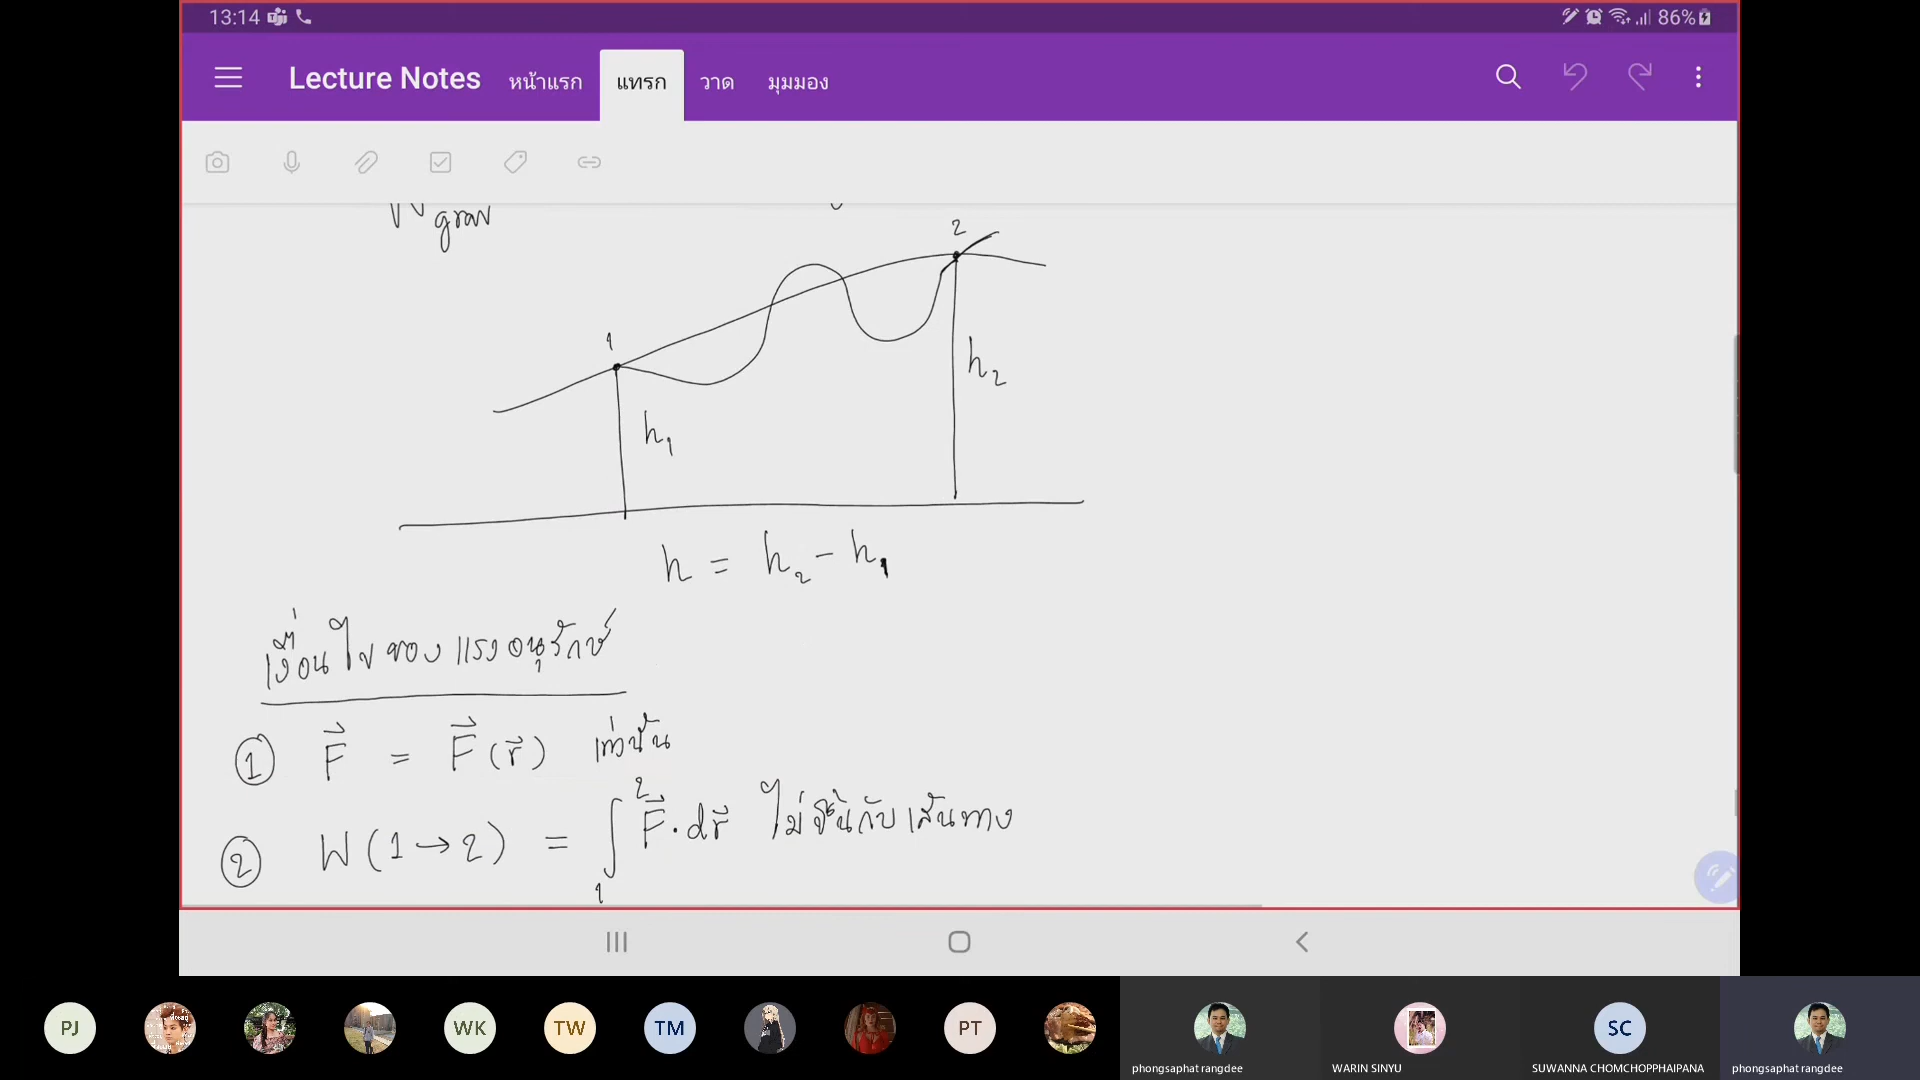 13:14 86%
Lecture Notes หน้าแรก แทรก วาด มุมมอง
W grav
2
1
h₂
h₁
h = h₂ - h₁
เงื่อนไขของแรงอนุรักษ์
① F⃗ = F⃗(r⃗) เท่านั้น
② W(1→2) = ∫₁² F⃗·dr⃗ ไม่ขึ้นกับเส้นทาง
PJ WK TW TM PT SC
phongsaphat rangdee WARIN SINYU SUWANNA CHOMCHOPPHAIPANA phongsaphat rangdee